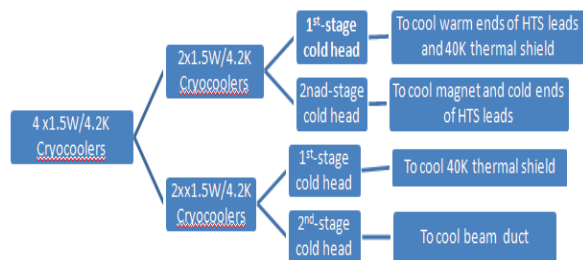 4 x1.5W/4.2K
Cryocoolers
2x1.5W/4.2K
Cryocoolers
1st-stage
cold head
To cool warm ends of HTS leads
and 40K thermal shield
2nad-stage
cold head
To cool magnet and cold ends
of HTS leads
2xx1.5W/4.2K
Cryocoolers
1st-stage
cold head
To cool 40K thermal shield
2nd-stage
cold head
To cool beam duct